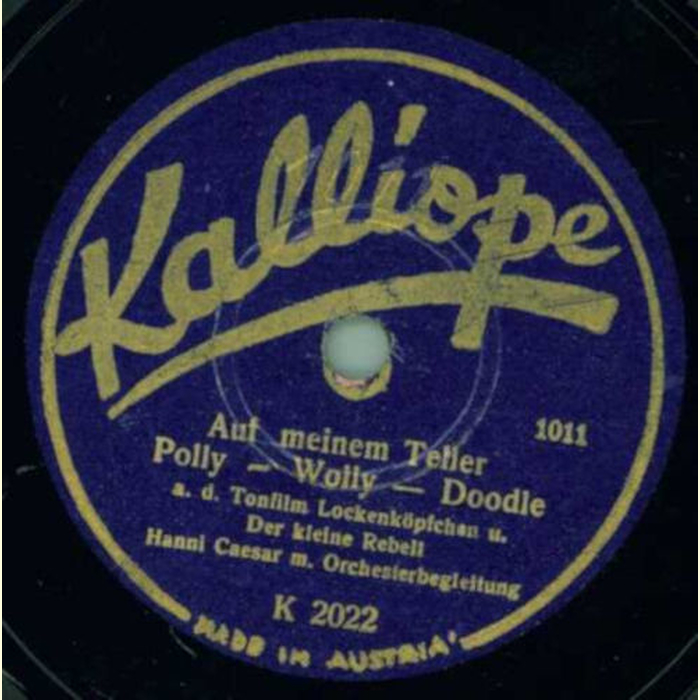 Kalliope
1011
Auf meinem Teller
Polly — Wolly — Doodle
a. d. Tonfilm Lockenköpfchen u.
Der kleine Rebell
Hanni Caesar m. Orchesterbegleitung
K 2022
MADE IN AUSTRIA